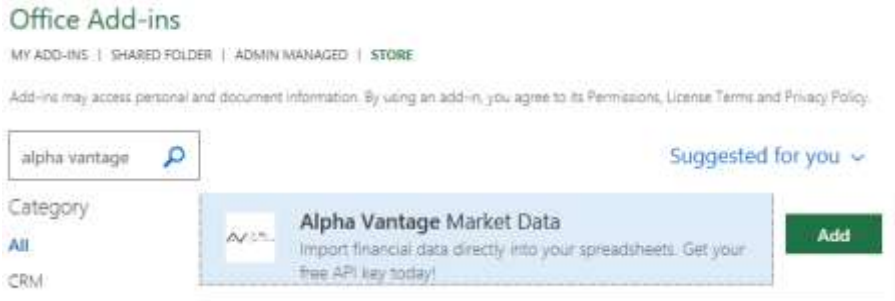 Office Add-ins
MY ADD-INS | SHARED FOLDER | ADMIN MANAGED | STORE
Add-ins may access personal and document information. By using an add-in, you agree to its Permissions, License Terms and Privacy Policy.
alpha vantage
Suggested for you
Category
Alpha Vantage Market Data
Add
All
Import financial data directly into your spreadsheets. Get your
free API key today!
CRM